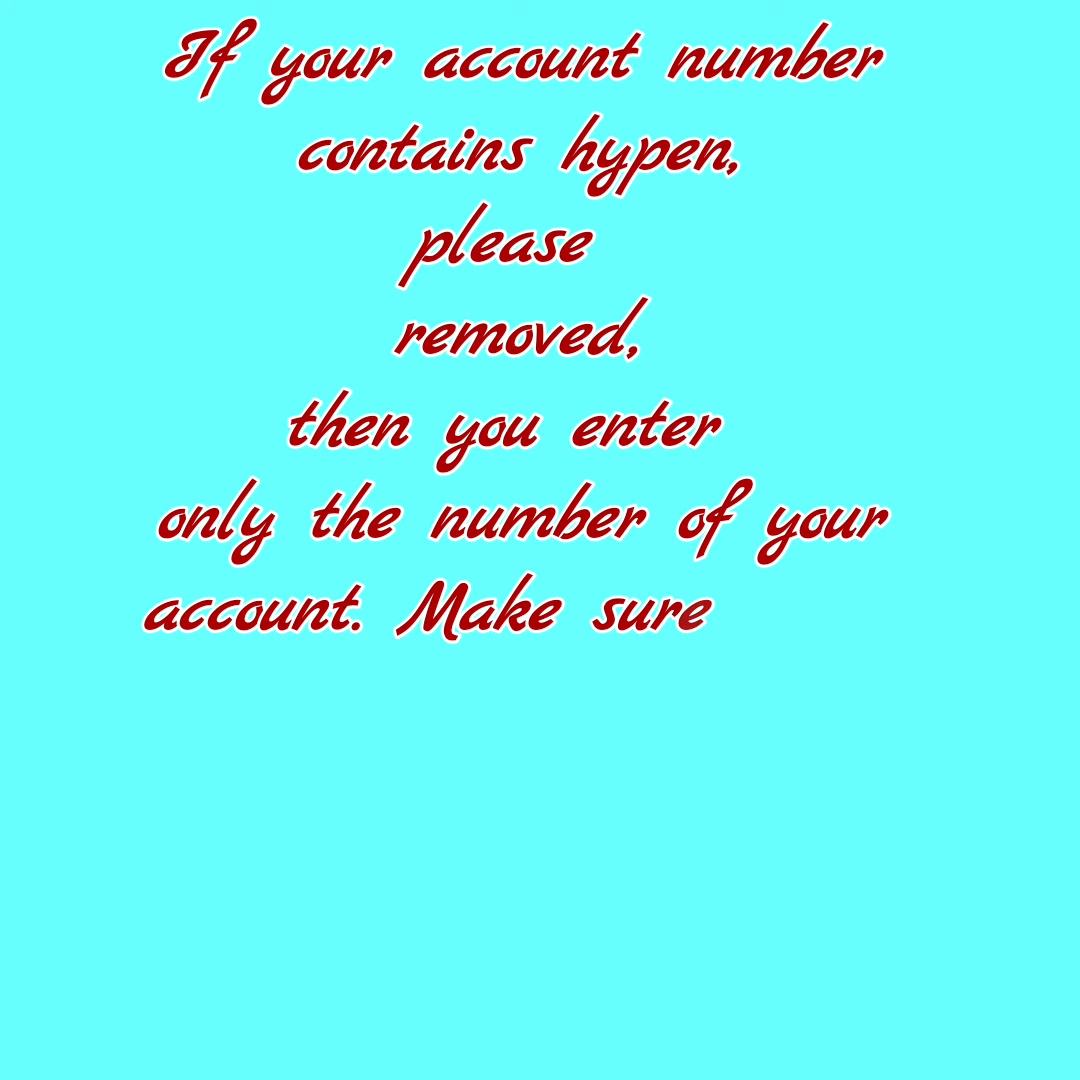 If your account number
contains hypen,
please
removed,
then you enter
only the number of your
account. Make sure